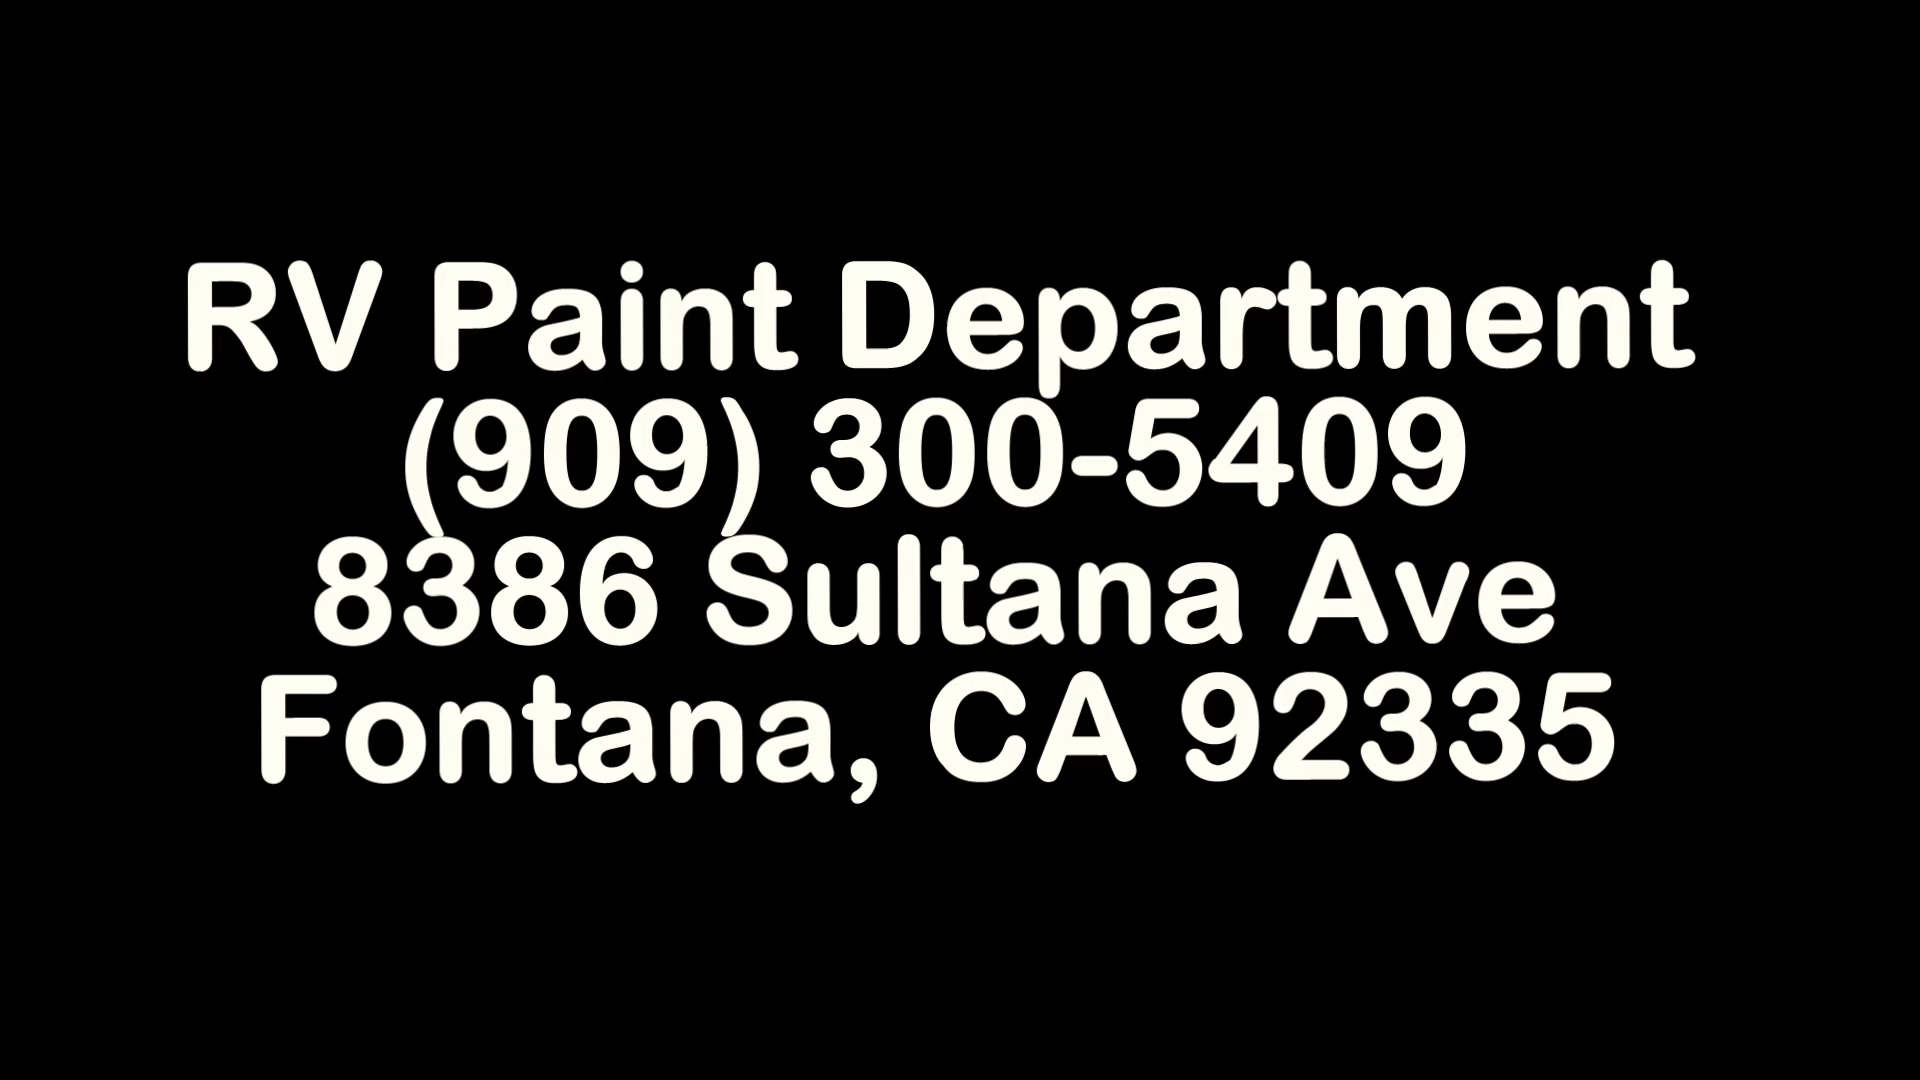 RV Paint Department
(909) 300-5409
8386 Sultana Ave
Fontana, CA 92335